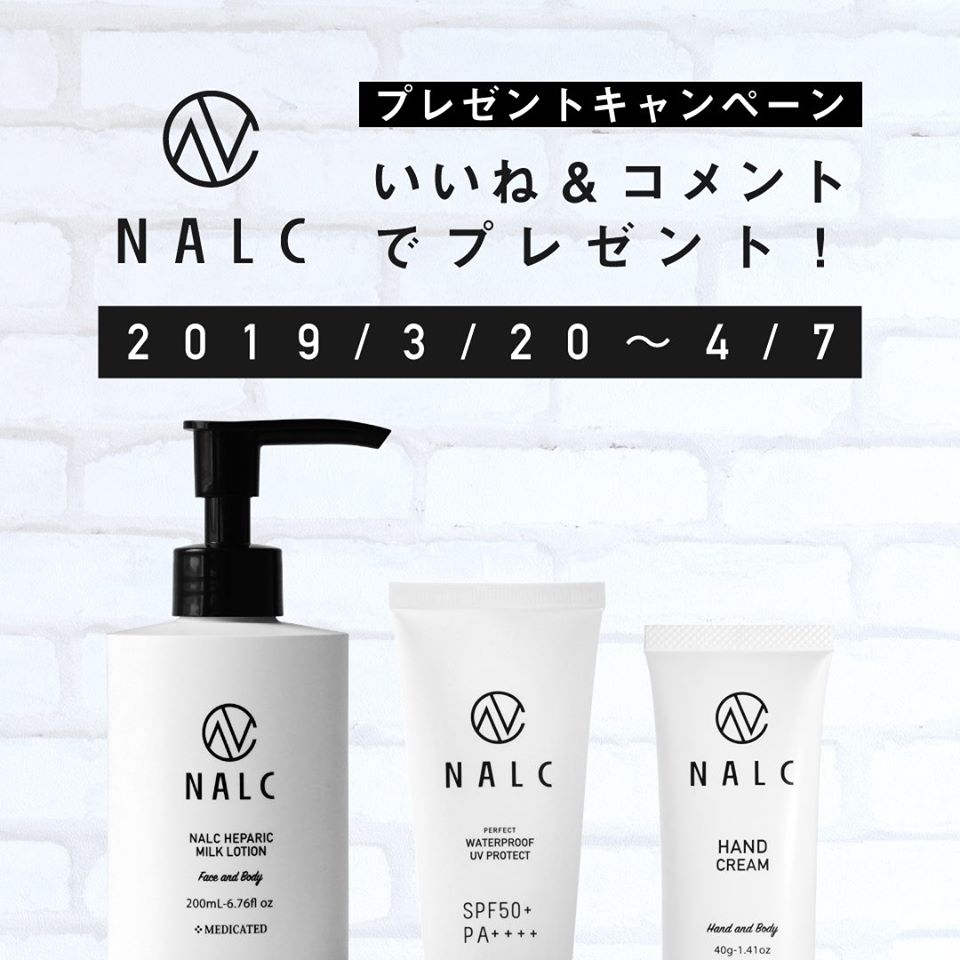 プレゼントキャンペーン
いいね&コメント
でプレゼント!
NALC
2019/3/20〜4/7
NALC
NALC HEPARIC
MILK LOTION
Face and Body
200mL-6.76fl oz
MEDICATED
NALC
PERFECT
WATERPROOF
UV PROTECT
SPF50+
PA++++
NALC
HAND
CREAM
Hand and Body
40g-1.41oz